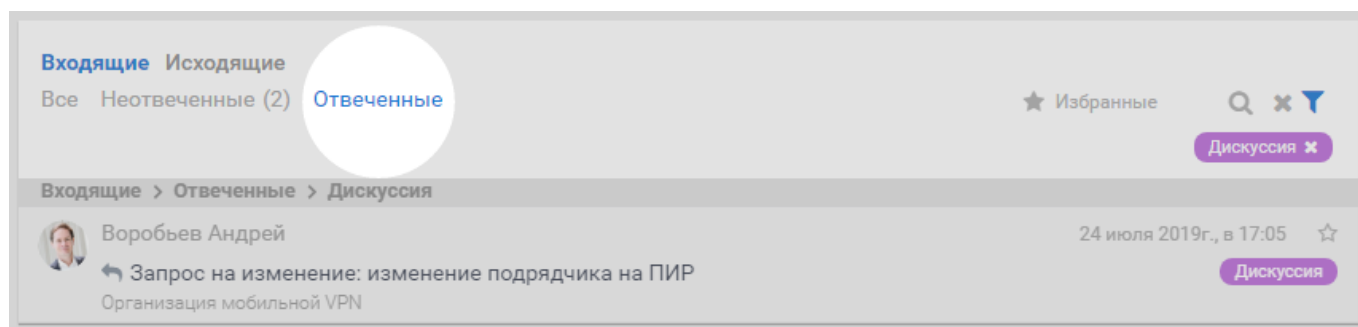 Входящие Исходящие
Все Неотвеченные (2) Отвеченные Избранные
Дискуссия
Входящие > Отвеченные > Дискуссия
Воробьев Андрей 24 июля 2019г., в 17:05
Запрос на изменение: изменение подрядчика на ПИР Дискуссия
Организация мобильной VPN